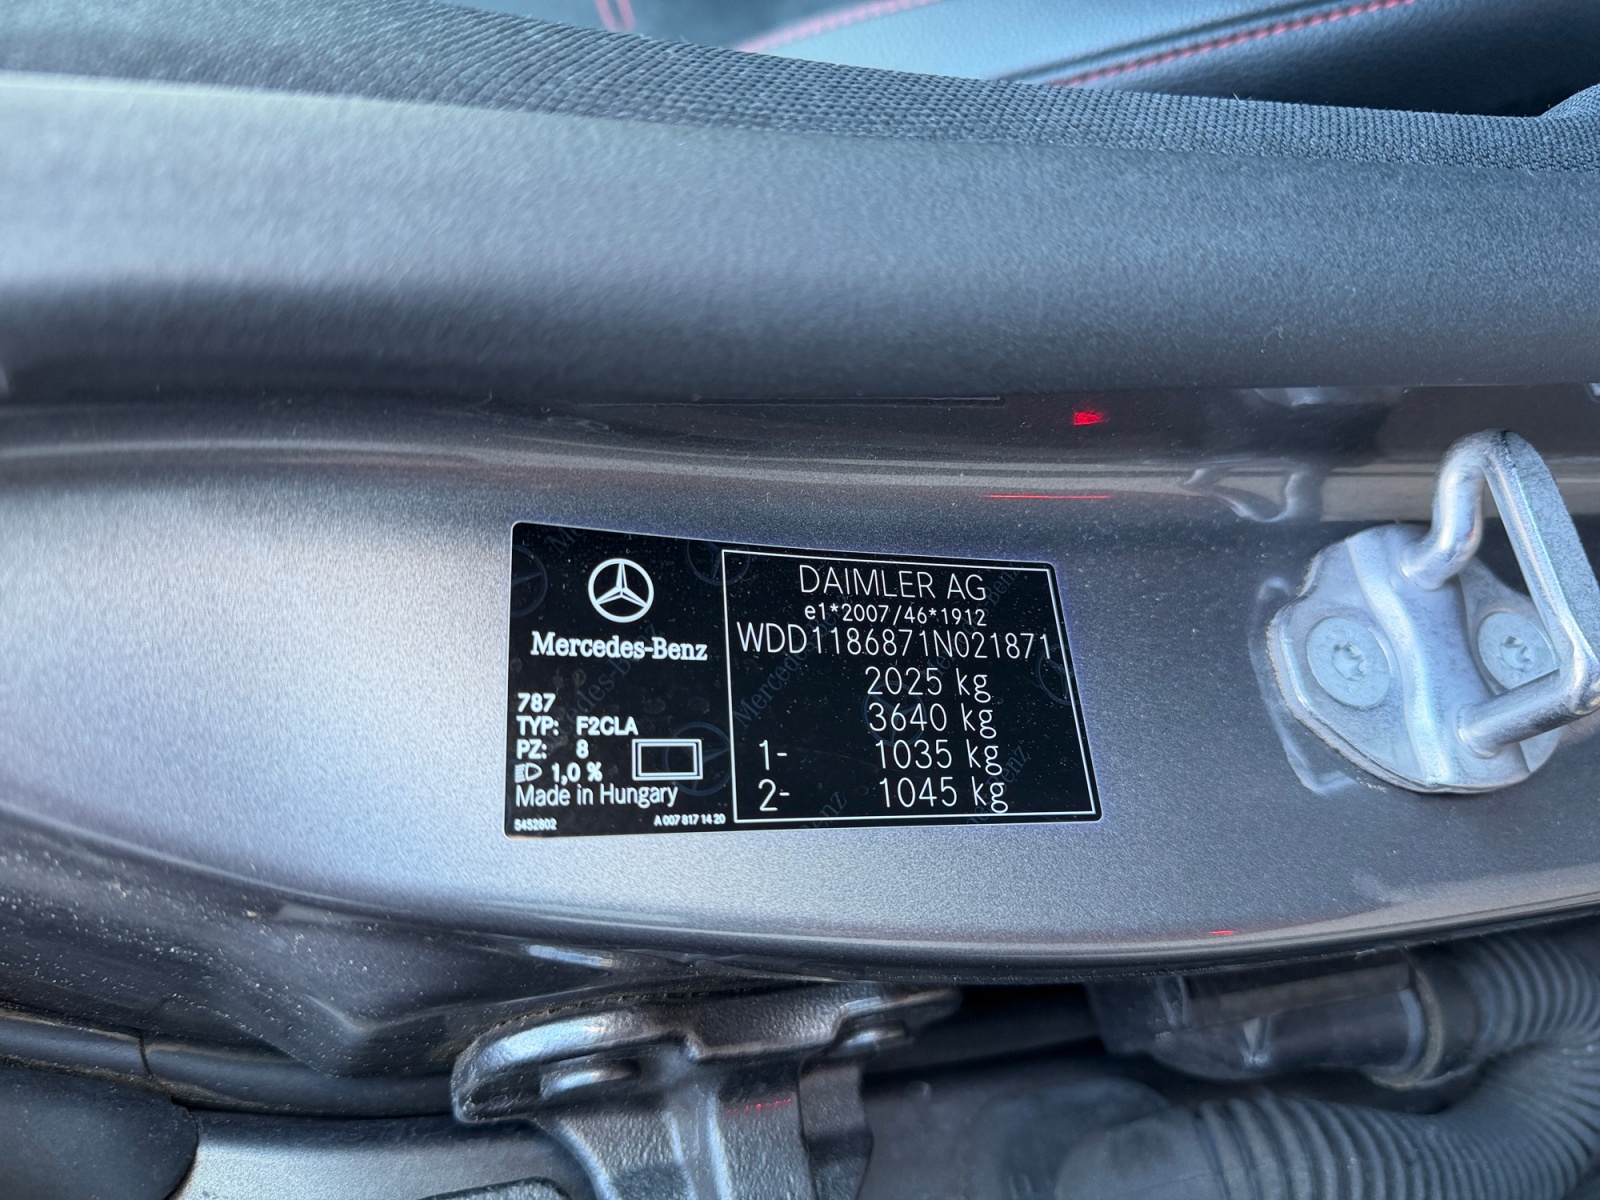 Mercedes-Benz
787
TYP: F2CLA
PZ: 8
1,0 %
Made in Hungary
5452802
A 007 817 14 20
DAIMLER AG
e1*2007/46*1912
WDD1186871N021871
2025 kg
3640 kg
1- 1035 kg
2- 1045 kg